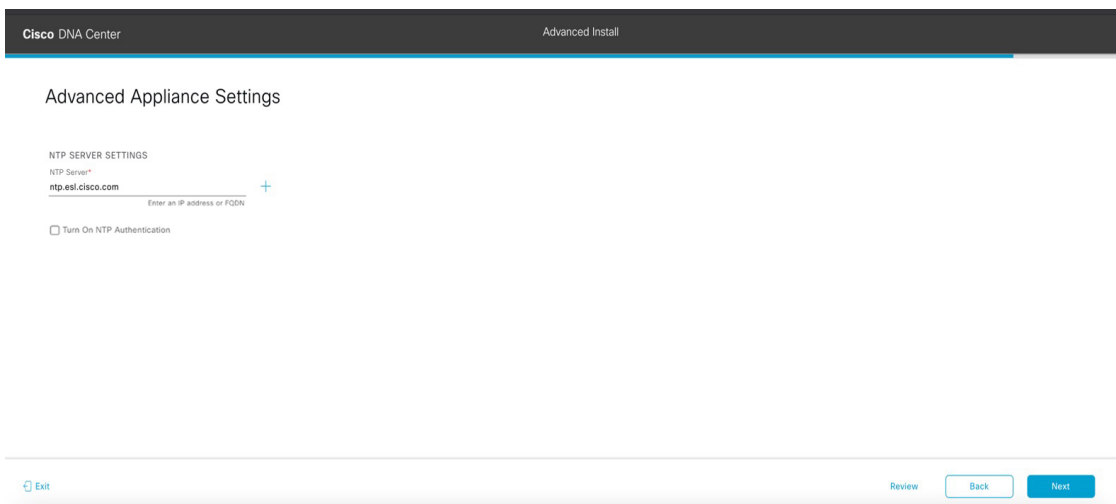 Cisco DNA Center
Advanced Install
Advanced Appliance Settings
NTP SERVER SETTINGS
NTP Server*
ntp.esl.cisco.com
Enter an IP address or FQDN
Turn On NTP Authentication
Exit
Review
Back
Next